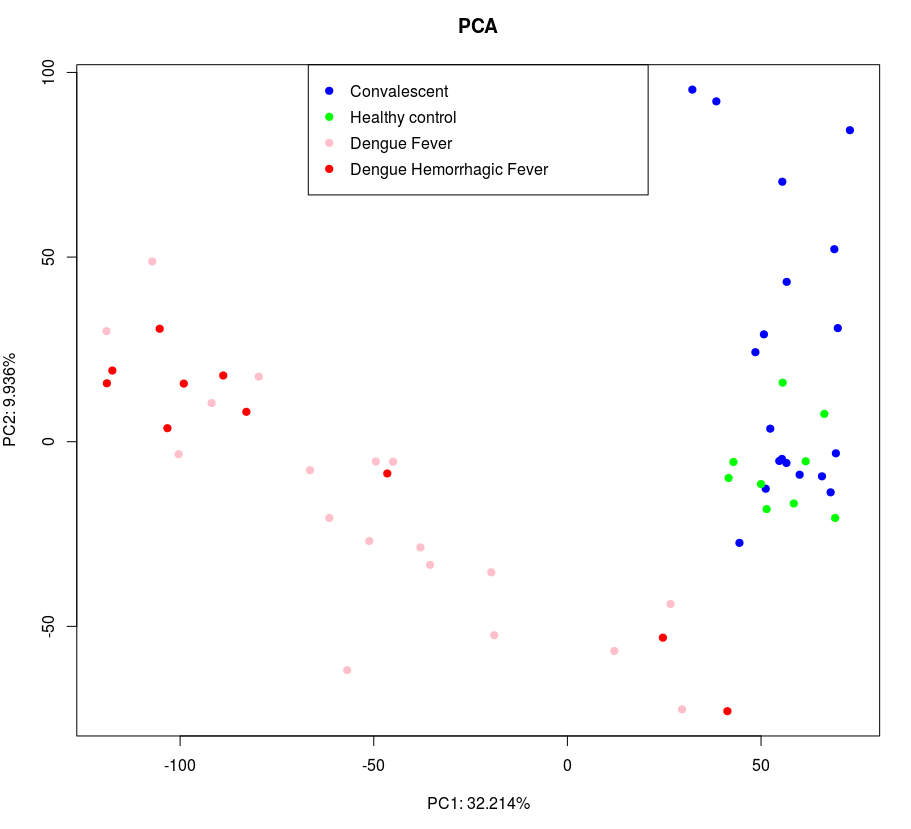 PCA
Convalescent
Healthy control
Dengue Fever
Dengue Hemorrhagic Fever
100
50
0
-50
PC2: 9.936%
-100
-50
0
50
PC1: 32.214%